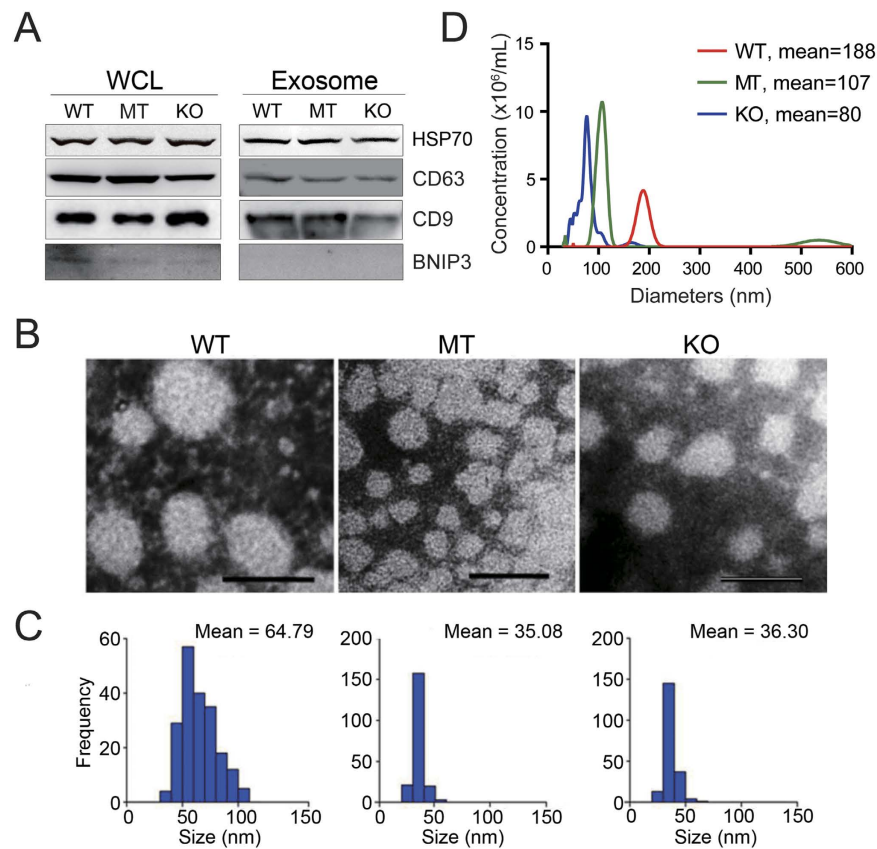 A
WCL
Exosome
WT MT KO
WT MT KO
HSP70
CD63
CD9
BNIP3
D
Concentration (x10⁶/mL)
15
10
5
0
0 100 200 300 400 500 600
Diameters (nm)
WT, mean=188
MT, mean=107
KO, mean=80
B
WT
MT
KO
C
Mean = 64.79
Frequency
60
40
20
0
0 50 100 150
Size (nm)
Mean = 35.08
200
150
100
50
0
0 50 100 150
Size (nm)
Mean = 36.30
200
150
100
50
0
0 50 100 150
Size (nm)